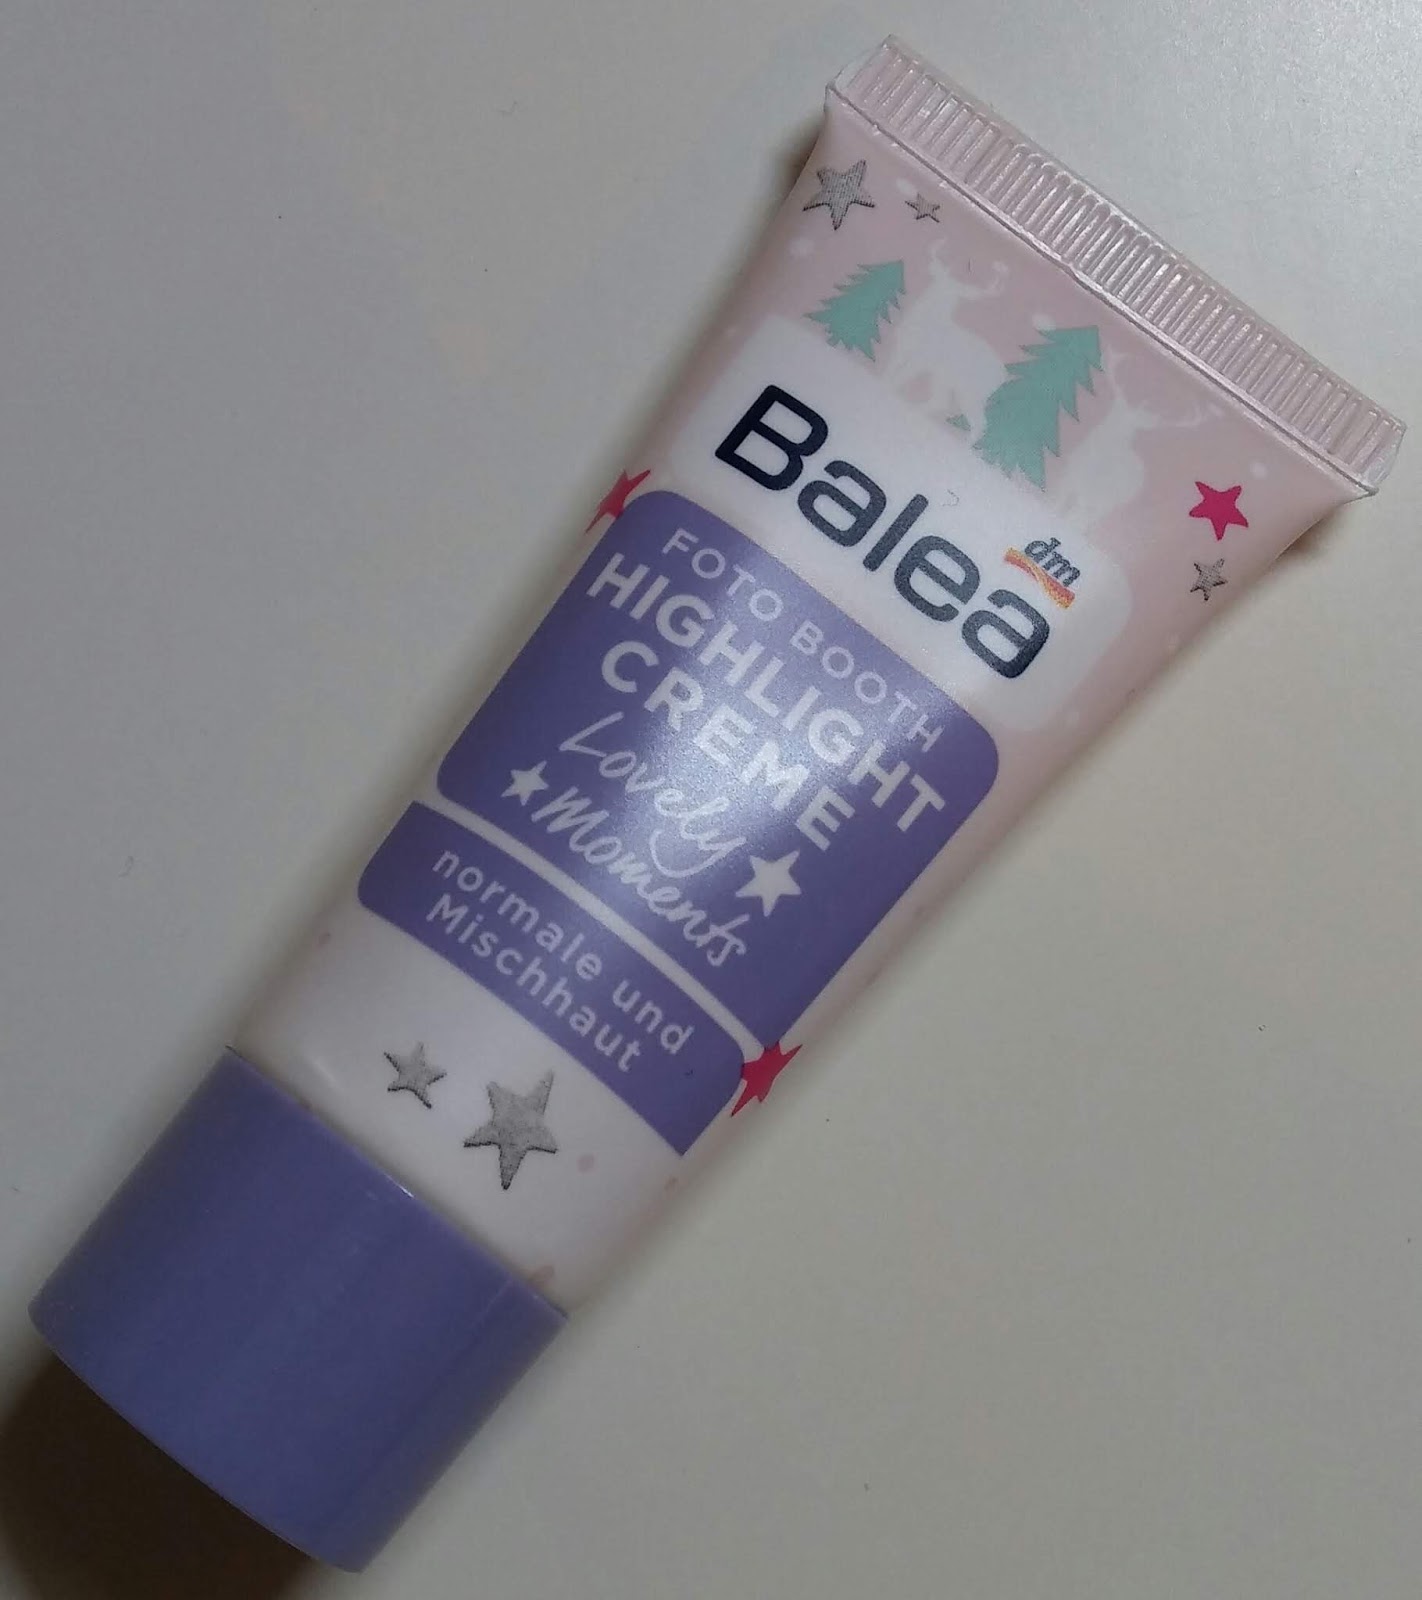 Balea
dm
FOTO BOOTH
HIGHLIGHT
CREME
Lovely
Moments
normale und
Mischhaut